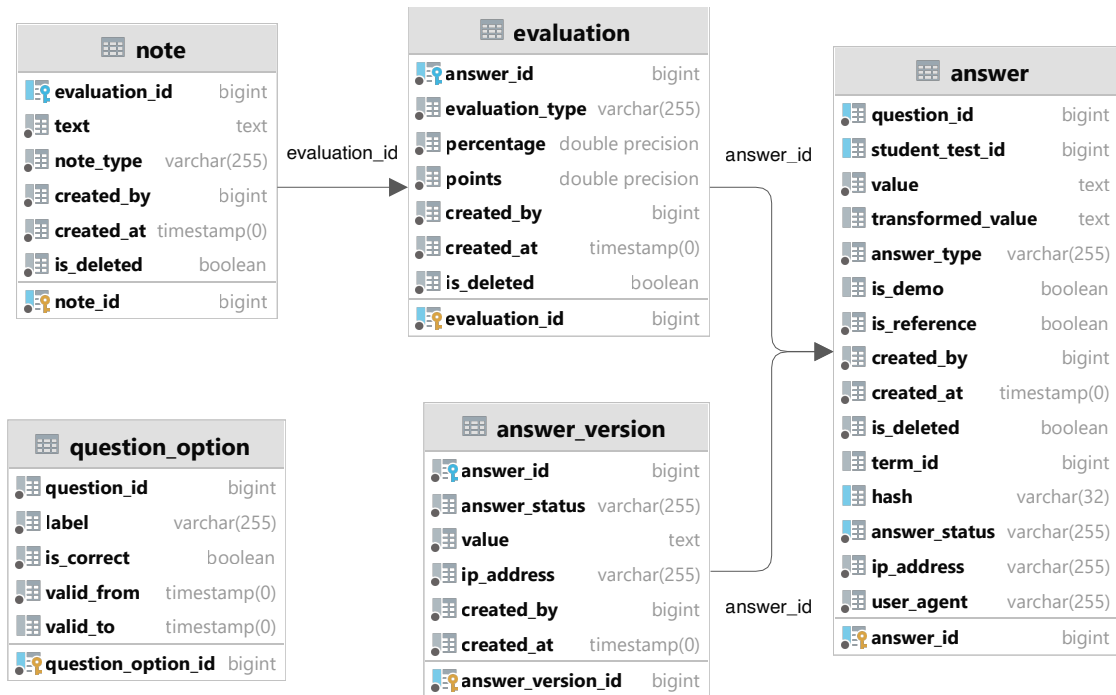 note
evaluation_id bigint
text text
note_type varchar(255)
created_by bigint
created_at timestamp(0)
is_deleted boolean
note_id bigint
evaluation_id
evaluation
answer_id bigint
evaluation_type varchar(255)
percentage double precision
points double precision
created_by bigint
created_at timestamp(0)
is_deleted boolean
evaluation_id bigint
answer_id
answer
question_id bigint
student_test_id bigint
value text
transformed_value text
answer_type varchar(255)
is_demo boolean
is_reference boolean
created_by bigint
created_at timestamp(0)
is_deleted boolean
term_id bigint
hash varchar(32)
answer_status varchar(255)
ip_address varchar(255)
user_agent varchar(255)
answer_id bigint
question_option
question_id bigint
label varchar(255)
is_correct boolean
valid_from timestamp(0)
valid_to timestamp(0)
question_option_id bigint
answer_version
answer_id bigint
answer_status varchar(255)
value text
ip_address varchar(255)
created_by bigint
created_at timestamp(0)
answer_version_id bigint
answer_id